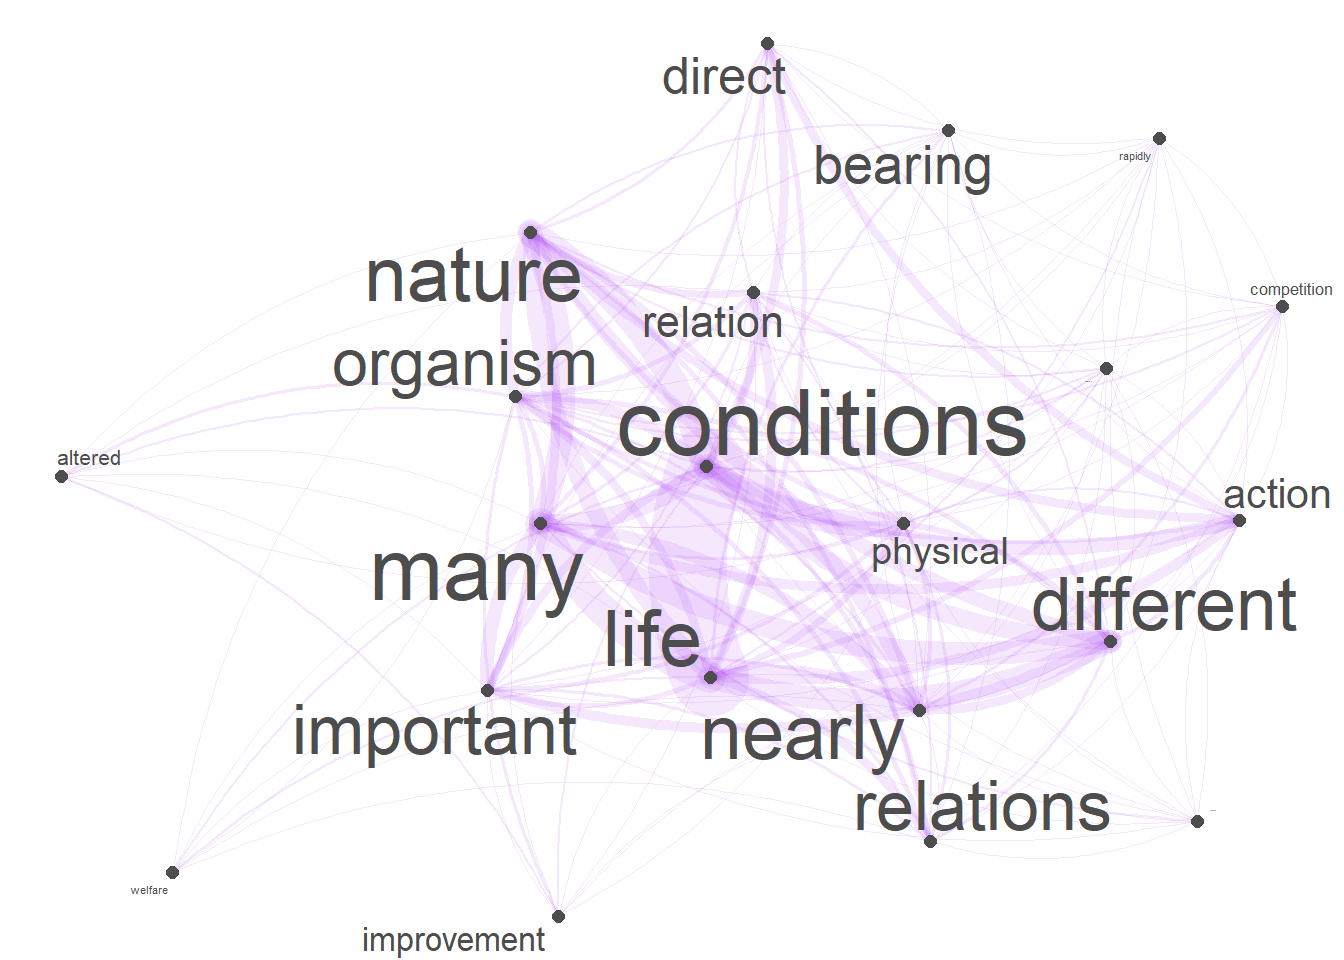 direct
bearing
rapidly
nature
competition
relation
organism
conditions
altered
action
physical
many
different
life
important
nearly
relations
welfare
improvement